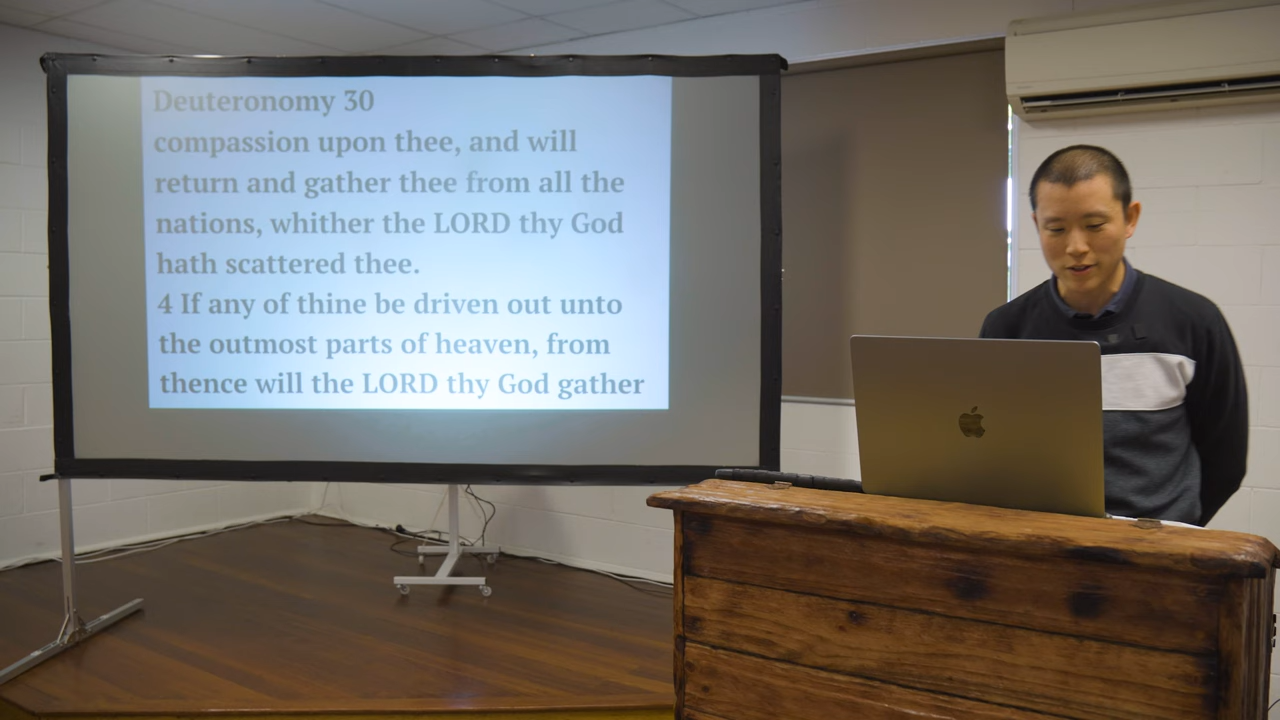 Deuteronomy 30
compassion upon thee, and will
return and gather thee from all the
nations, whither the LORD thy God
hath scattered thee.
4 If any of thine be driven out unto
the outmost parts of heaven, from
thence will the LORD thy God gather